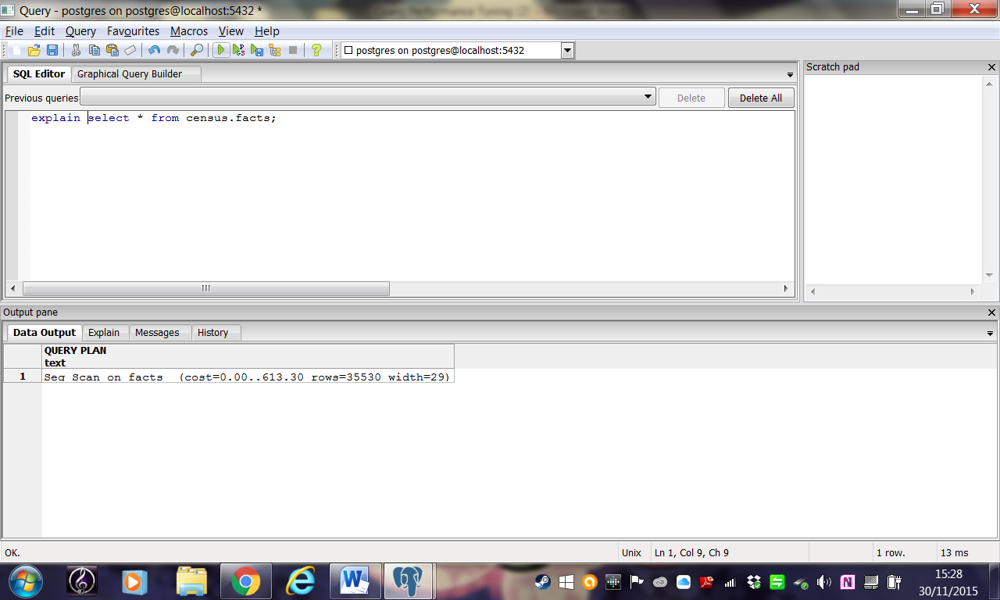 Query - postgres on postgres@localhost:5432 *
File Edit Query Favourites Macros View Help
postgres on postgres@localhost:5432
SQL Editor Graphical Query Builder
Previous queries Delete Delete All
explain select * from census.facts;
Scratch pad
Output pane
Data Output Explain Messages History
QUERY PLAN
text
1 Seq Scan on facts (cost=0.00..613.30 rows=35530 width=29)
OK. Unix Ln 1, Col 9, Ch 9 1 row. 13 ms
15:28
30/11/2015